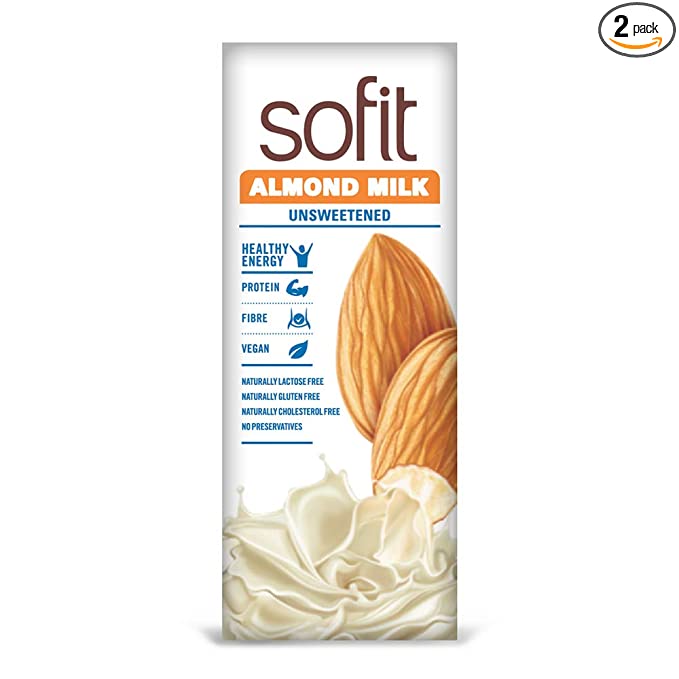 2 pack
sofit
ALMOND MILK
UNSWEETENED
HEALTHY
ENERGY
PROTEIN
FIBRE
VEGAN
NATURALLY LACTOSE FREE
NATURALLY GLUTEN FREE
NATURALLY CHOLESTEROL FREE
NO PRESERVATIVES